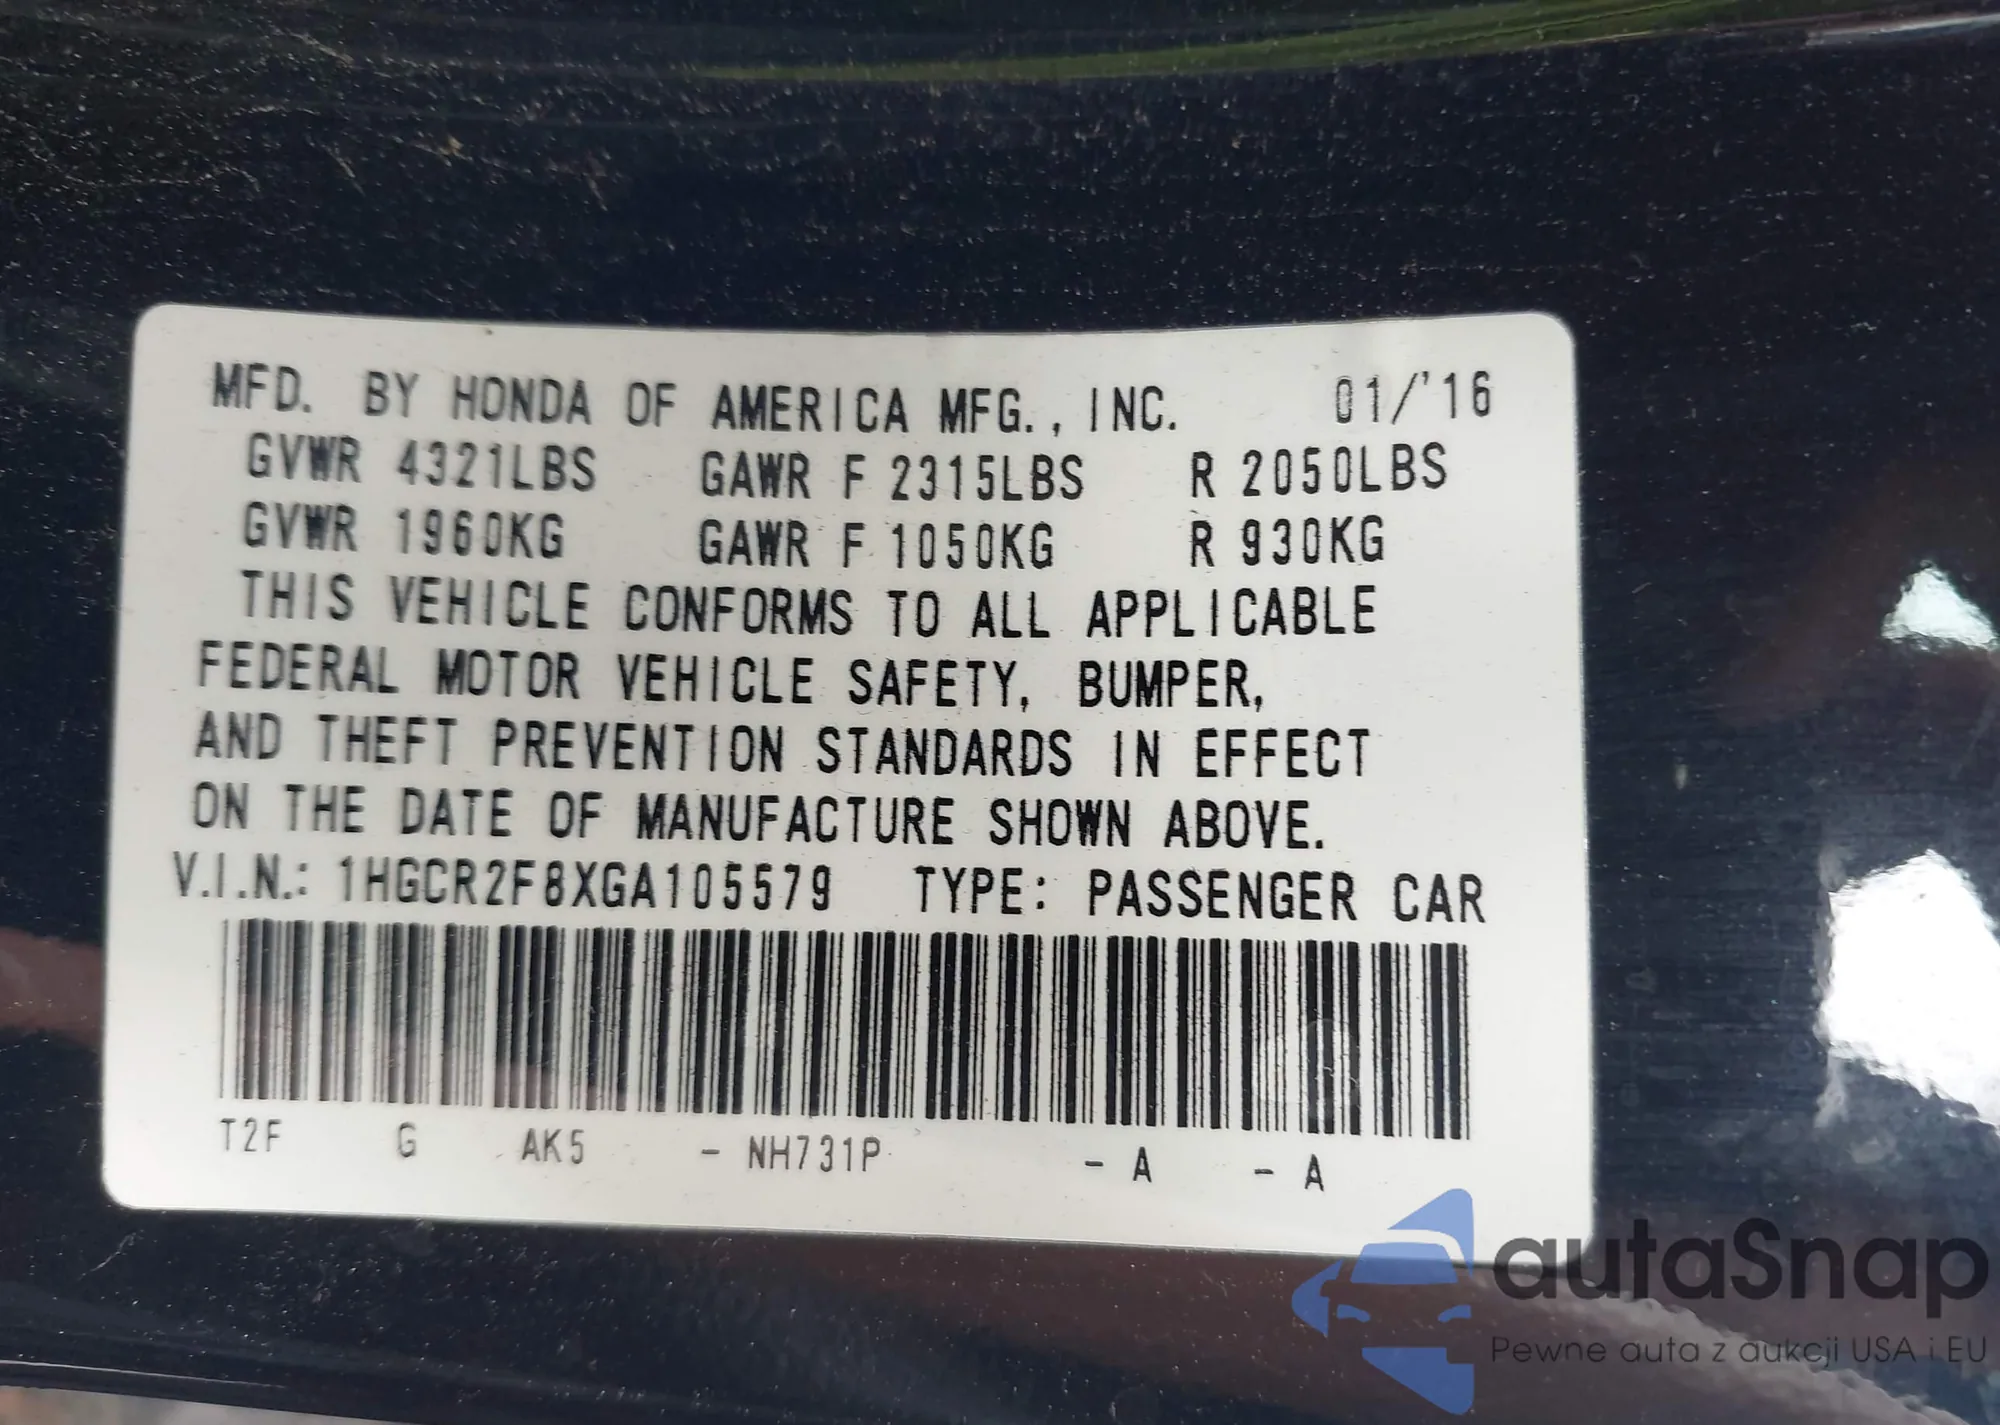 MFD. BY HONDA OF AMERICA MFG., INC. 01/'16
GVWR 4321LBS GAWR F 2315LBS R 2050LBS
GVWR 1960KG GAWR F 1050KG R 930KG
THIS VEHICLE CONFORMS TO ALL APPLICABLE
FEDERAL MOTOR VEHICLE SAFETY, BUMPER,
AND THEFT PREVENTION STANDARDS IN EFFECT
ON THE DATE OF MANUFACTURE SHOWN ABOVE.
V.I.N.: 1HGCR2F8XGA105579 TYPE: PASSENGER CAR
T2F G AK5 - NH731P - A - A
autaSnap
Pewne auta z aukcji USA i EU